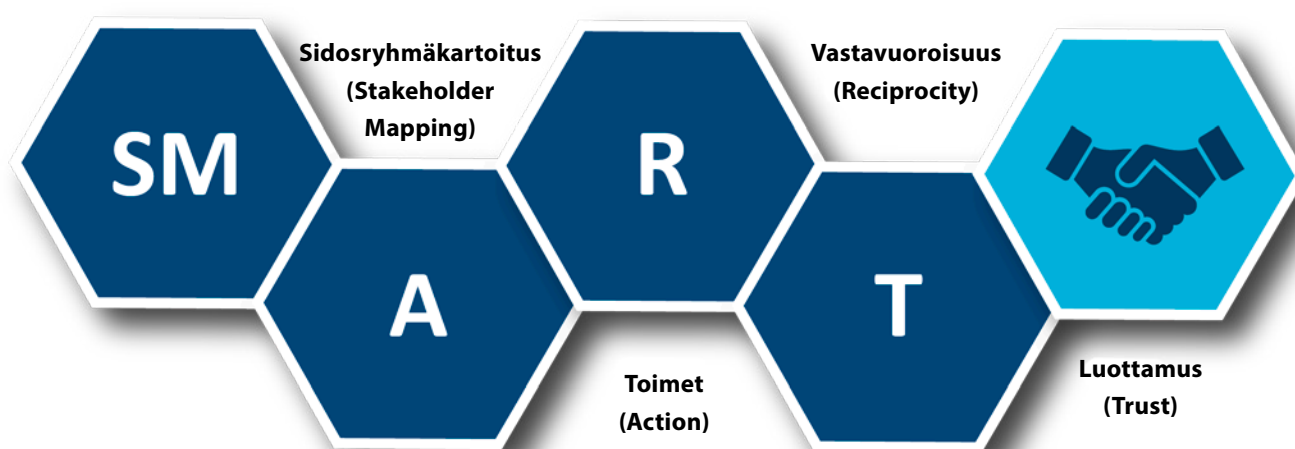 SM
Sidosryhmäkartoitus
(Stakeholder
Mapping)
A
R
Toimet
(Action)
Vastavuoroisuus
(Reciprocity)
T
Luottamus
(Trust)